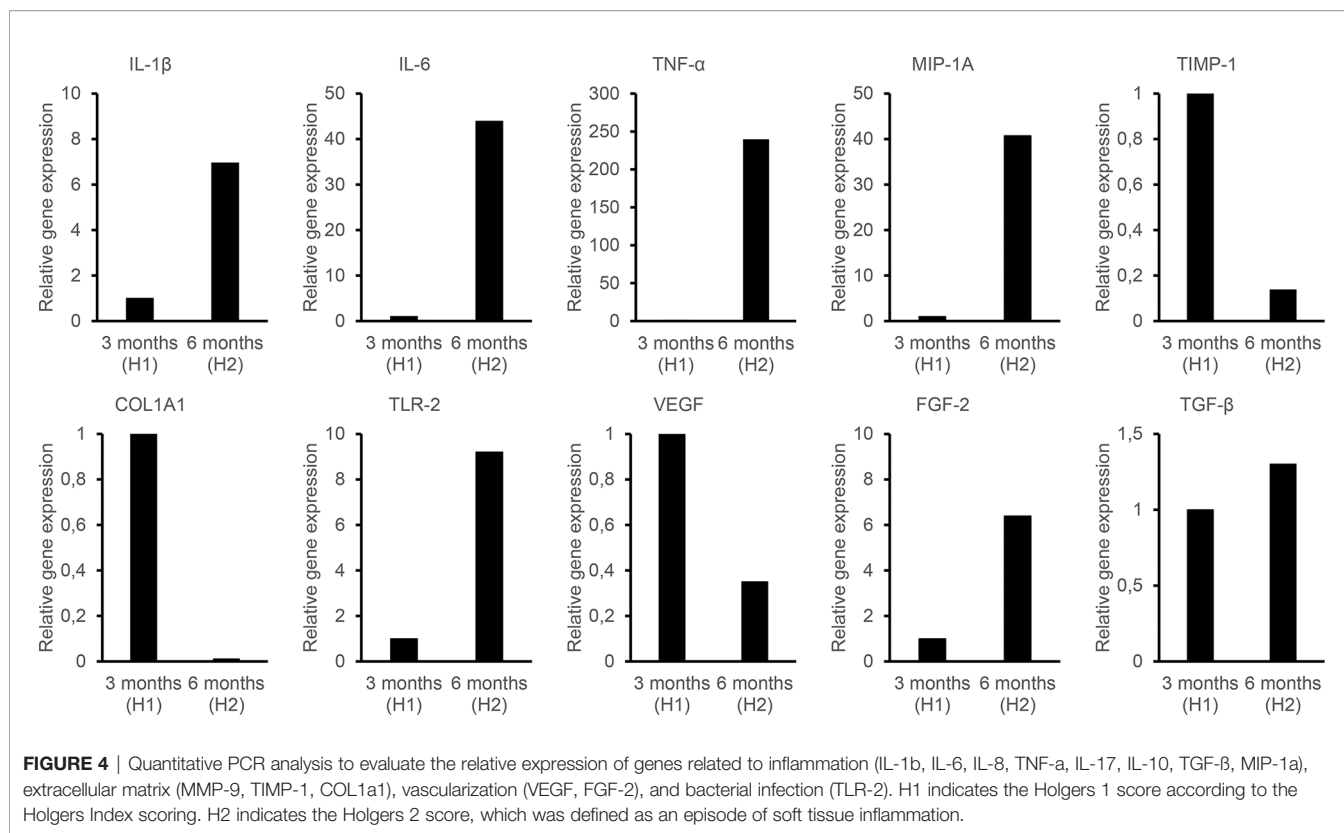 IL-1β
Relative gene expression
10
8
6
4
2
0
3 months
(H1)
6 months
(H2)
IL-6
Relative gene expression
50
40
30
20
10
0
3 months
(H1)
6 months
(H2)
TNF-α
Relative gene expression
300
250
200
150
100
50
0
3 months
(H1)
6 months
(H2)
MIP-1A
Relative gene expression
50
40
30
20
10
0
3 months
(H1)
6 months
(H2)
TIMP-1
Relative gene expression
1
0,8
0,6
0,4
0,2
0
3 months
(H1)
6 months
(H2)
COL1A1
Relative gene expression
1
0,8
0,6
0,4
0,2
0
3 months
(H1)
6 months
(H2)
TLR-2
Relative gene expression
10
8
6
4
2
0
3 months
(H1)
6 months
(H2)
VEGF
Relative gene expression
1
0,8
0,6
0,4
0,2
0
3 months
(H1)
6 months
(H2)
FGF-2
Relative gene expression
10
8
6
4
2
0
3 months
(H1)
6 months
(H2)
TGF-β
Relative gene expression
1,5
1
0,5
0
3 months
(H1)
6 months
(H2)
FIGURE 4 | Quantitative PCR analysis to evaluate the relative expression of genes related to inflammation (IL-1b, IL-6, IL-8, TNF-a, IL-17, IL-10, TGF-ß, MIP-1a),
extracellular matrix (MMP-9, TIMP-1, COL1a1), vascularization (VEGF, FGF-2), and bacterial infection (TLR-2). H1 indicates the Holgers 1 score according to the
Holgers Index scoring. H2 indicates the Holgers 2 score, which was defined as an episode of soft tissue inflammation.